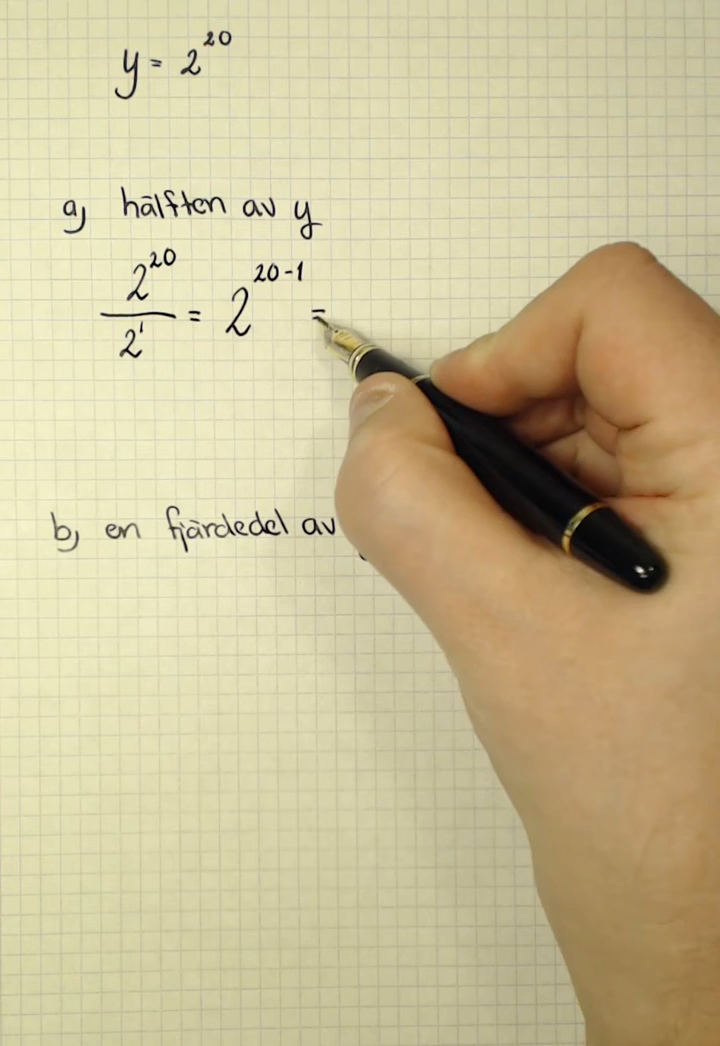 y = 2^20
a) hälften av y
2^20 / 2^1 = 2^20-1 =
b) en fjärdedel av